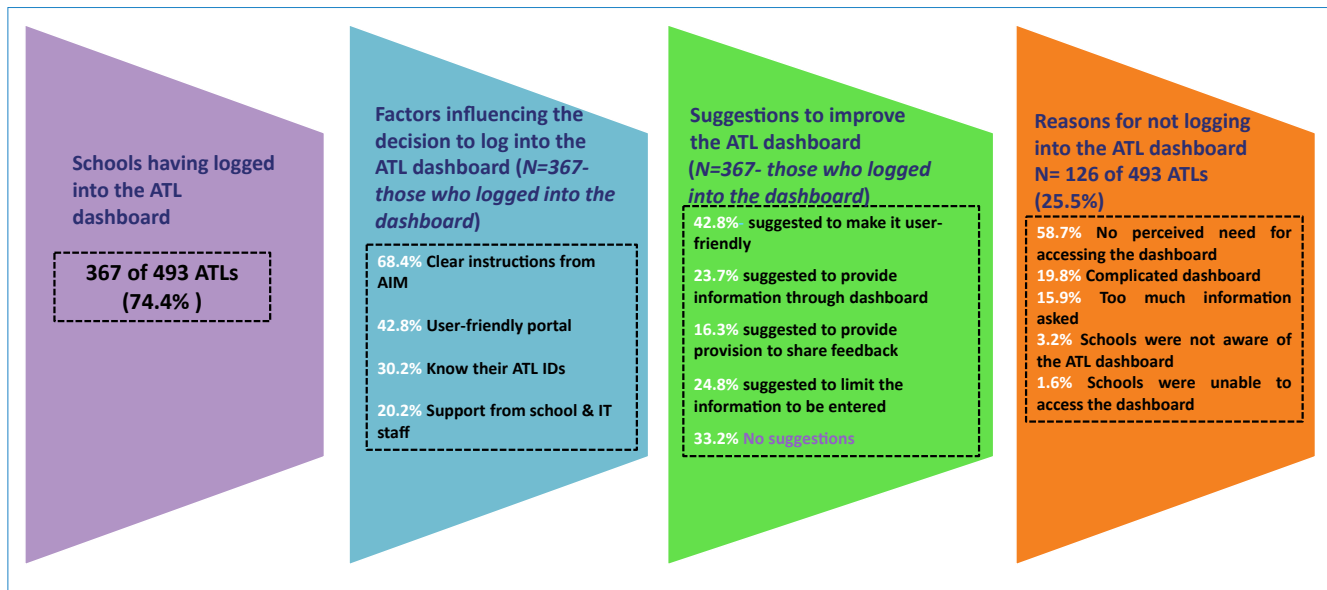 Schools having logged
into the ATL
dashboard
367 of 493 ATLs
(74.4% )
Factors influencing the
decision to log into the
ATL dashboard (N=367-
those who logged into the
dashboard)
68.4% Clear instructions from
AIM
42.8% User-friendly portal
30.2% Know their ATL IDs
20.2% Support from school & IT
staff
Suggestions to improve
the ATL dashboard
(N=367- those who logged
into the dashboard)
42.8% suggested to make it user-
friendly
23.7% suggested to provide
information through dashboard
16.3% suggested to provide
provision to share feedback
24.8% suggested to limit the
information to be entered
33.2% No suggestions
Reasons for not logging
into the ATL dashboard
N= 126 of 493 ATLs
(25.5%)
58.7% No perceived need for
accessing the dashboard
19.8% Complicated dashboard
15.9% Too much information
asked
3.2% Schools were not aware of
the ATL dashboard
1.6% Schools were unable to
access the dashboard